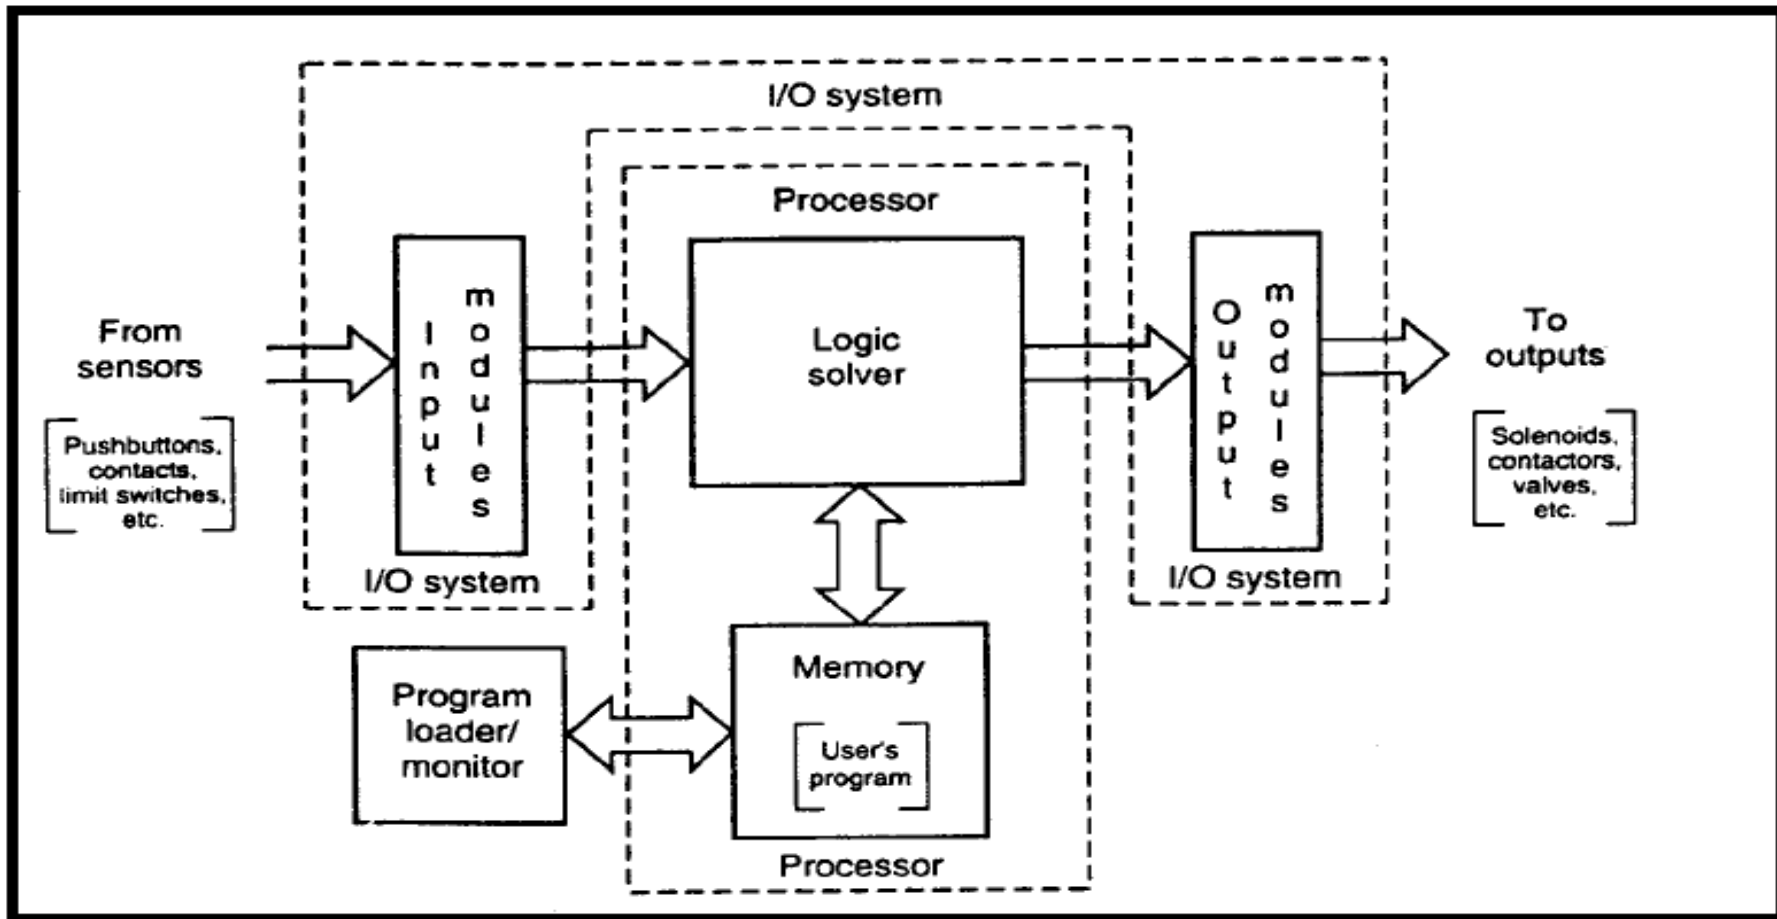 I/O system
Processor
From
sensors
Pushbuttons,
contacts,
limit switches,
etc.
Input
modules
I/O system
Logic
solver
Output
modules
I/O system
To
outputs
Solenoids,
contactors,
valves,
etc.
Program
loader/
monitor
Memory
User's
program
Processor